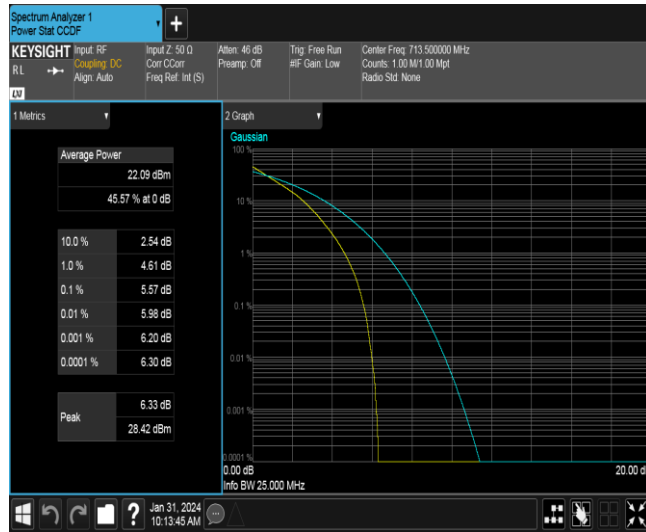 Spectrum Analyzer 1
Power Stat CCDF
KEYSIGHT
RL
LXI
Input: RF
Coupling: DC
Align: Auto
Input Z: 50 Ω
Corr CCorr
Freq Ref: Int (S)
Atten: 46 dB
Preamp: Off
Trig: Free Run
#IF Gain: Low
Center Freq: 713.500000 MHz
Counts: 1.00 M/1.00 Mpt
Radio Std: None
1 Metrics
Average Power
22.09 dBm
45.57 % at 0 dB
10.0 % 2.54 dB
1.0 % 4.61 dB
0.1 % 5.57 dB
0.01 % 5.98 dB
0.001 % 6.20 dB
0.0001 % 6.30 dB
Peak
6.33 dB
28.42 dBm
2 Graph
Gaussian
100 %
10 %
1 %
0.1 %
0.01 %
0.001 %
0.0001 %
0.00 dB
20.00 d
Info BW 25.000 MHz
Jan 31, 2024
10:13:45 AM